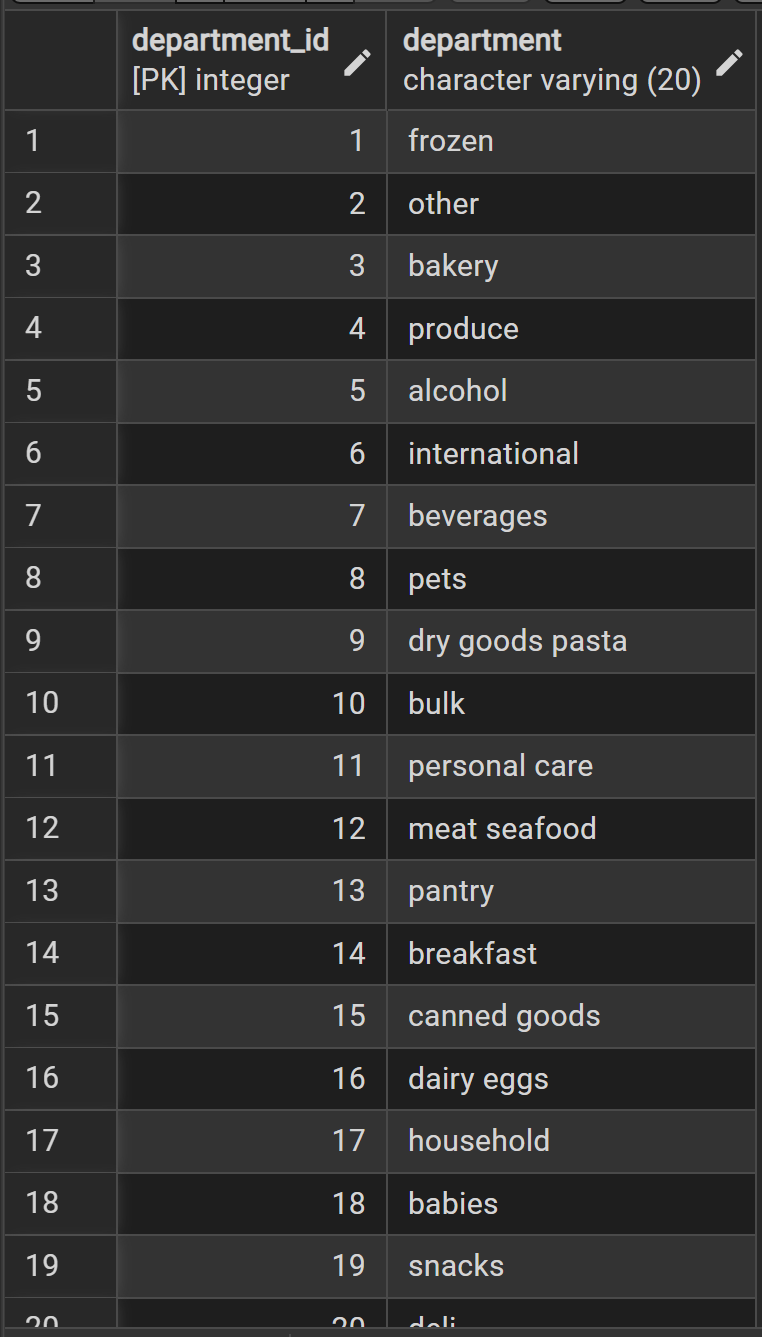 department_id department
[PK] integer character varying (20)
1 1 frozen
2 2 other
3 3 bakery
4 4 produce
5 5 alcohol
6 6 international
7 7 beverages
8 8 pets
9 9 dry goods pasta
10 10 bulk
11 11 personal care
12 12 meat seafood
13 13 pantry
14 14 breakfast
15 15 canned goods
16 16 dairy eggs
17 17 household
18 18 babies
19 19 snacks
20 20 deli